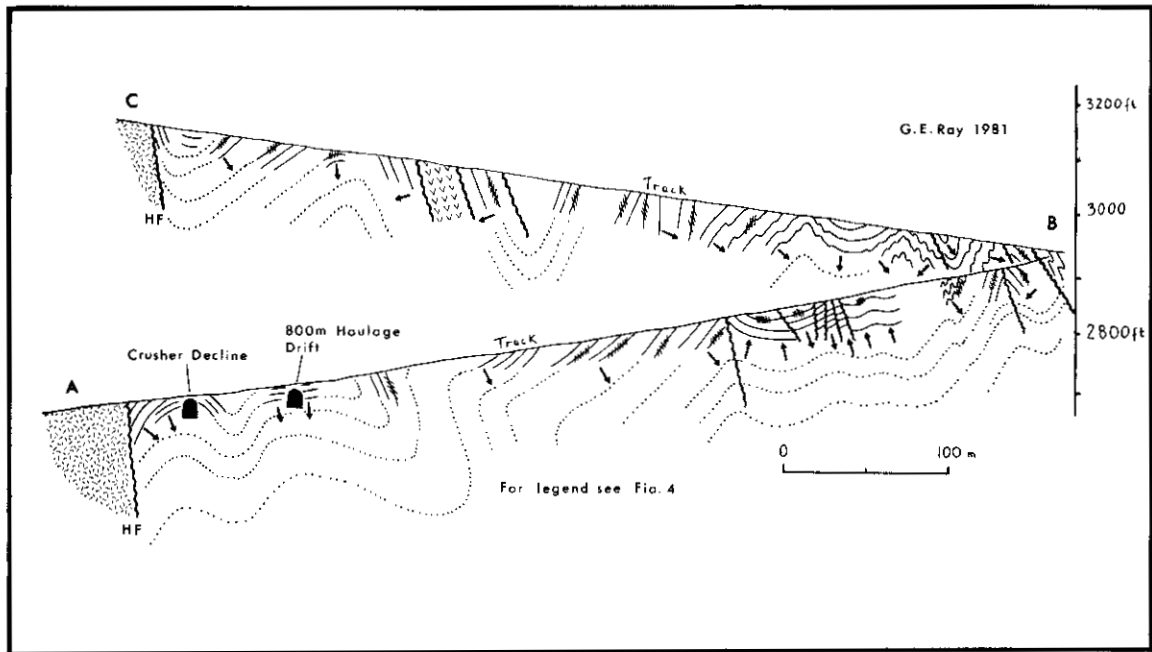 C
3200ft
G.E. Ray 1981
Track
3000
B
HF
800m Haulage
Drift
Crusher Decline
Track
2800ft
A
0 100 m
For legend see Fig. 4
HF